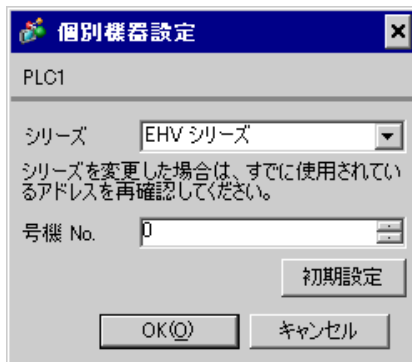 個別機器設定
PLC1
シリーズ EHV シリーズ
シリーズを変更した場合は、すでに使用されてい
るアドレスを再確認してください。
号機 No. 0
初期設定
OK(O) キャンセル